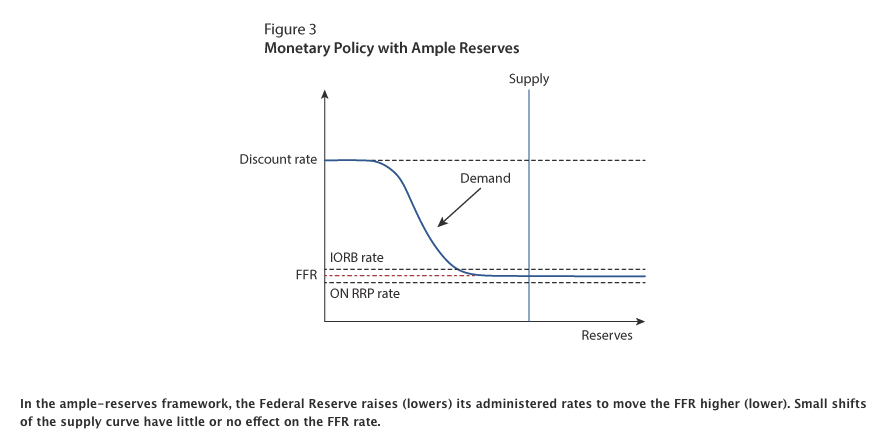 Figure 3
Monetary Policy with Ample Reserves
Supply
Discount rate
Demand
IORB rate
FFR
ON RRP rate
Reserves
In the ample-reserves framework, the Federal Reserve raises (lowers) its administered rates to move the FFR higher (lower). Small shifts
of the supply curve have little or no effect on the FFR rate.